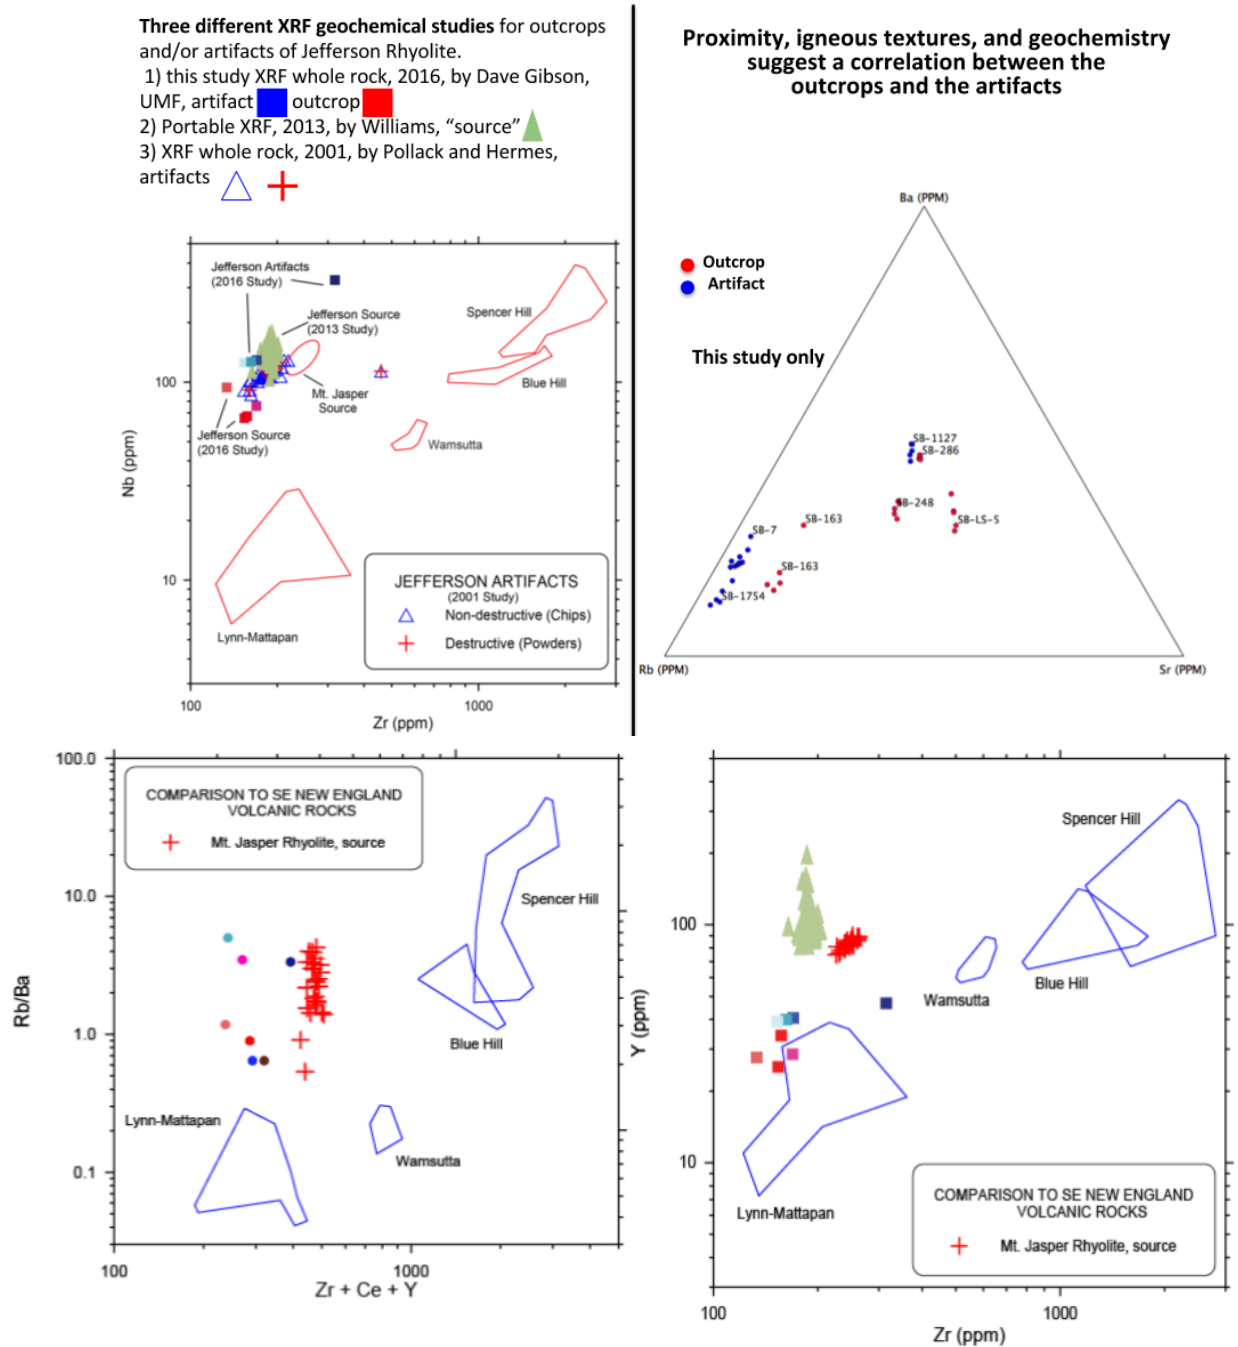 Three different XRF geochemical studies for outcrops
and/or artifacts of Jefferson Rhyolite.
1) this study XRF whole rock, 2016, by Dave Gibson,
UMF, artifact outcrop
2) Portable XRF, 2013, by Williams, “source”
3) XRF whole rock, 2001, by Pollack and Hermes,
artifacts
Jefferson Artifacts
(2016 Study)
Jefferson Source
(2013 Study)
Spencer Hill
Blue Hill
Mt. Jasper
Source
Jefferson Source
(2016 Study)
Wamsutta
Lynn-Mattapan
JEFFERSON ARTIFACTS
(2001 Study)
Non-destructive (Chips)
Destructive (Powders)
100
10
Nb (ppm)
100
1000
Zr (ppm)
Proximity, igneous textures, and geochemistry
suggest a correlation between the
outcrops and the artifacts
Ba (PPM)
Outcrop
Artifact
This study only
SB-1127
SB-286
SB-248
SB-LS-5
SB-7
SB-163
SB-163
SB-1754
Rb (PPM)
Sr (PPM)
100.0
10.0
1.0
0.1
Rb/Ba
COMPARISON TO SE NEW ENGLAND
VOLCANIC ROCKS
Mt. Jasper Rhyolite, source
Spencer Hill
Blue Hill
Lynn-Mattapan
Wamsutta
100
1000
Zr + Ce + Y
Y (ppm)
100
10
Spencer Hill
Wamsutta
Blue Hill
Lynn-Mattapan
COMPARISON TO SE NEW ENGLAND
VOLCANIC ROCKS
Mt. Jasper Rhyolite, source
100
1000
Zr (ppm)